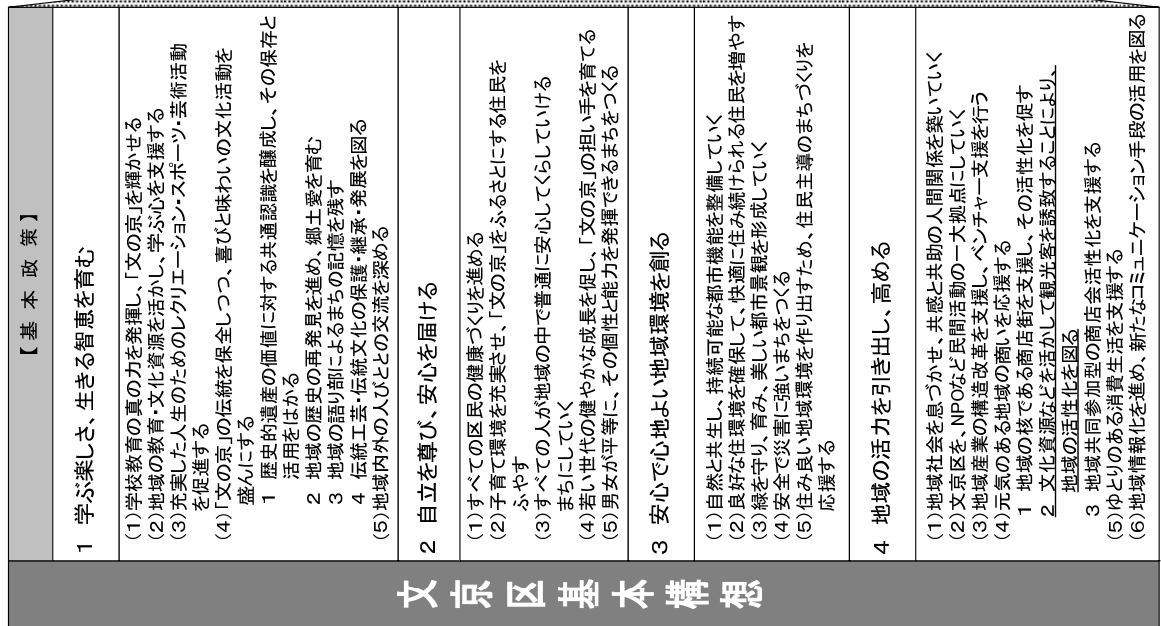 文京区基本構想
【 基 本 政 策 】
1 学ぶ楽しさ、生きる智恵を育む
(1)学校教育の真の力を発揮し、「文の京」を輝かせる
(2)地域の教育・文化資源を活かし、学ぶ心を支援する
(3)充実した人生のためのレクリエーション・スポーツ・芸術活動
を促進する
(4)「文の京」の伝統を保全しつつ、喜びと味わいの文化活動を
盛んにする
1 歴史的遺産の価値に対する共通認識を醸成し、その保存と
活用をはかる
2 地域の歴史の再発見を進め、郷土愛を育む
3 地域の語り部によるまちの記憶を残す
4 伝統工芸・伝統文化の保護・継承・発展を図る
(5)地域内外の人びととの交流を深める
2 自立を尊び、安心を届ける
(1)すべての区民の健康づくりを進める
(2)子育て環境を充実させ、「文の京」をふるさとにする住民を
ふやす
(3)すべての人が地域の中で普通に安心してくらしていける
まちにしていく
(4)若い世代の健やかな成長を促し、「文の京」の担い手を育てる
(5)男女が平等に、その個性と能力を発揮できるまちをつくる
3 安心で心地よい地域環境を創る
(1)自然と共生し、持続可能な都市機能を整備していく
(2)良好な住環境を確保して、快適に住み続けられる住民を増やす
(3)緑を守り、育み、美しい都市景観を形成していく
(4)安全で災害に強いまちをつくる
(5)住み良い地域環境を作り出すため、住民主導のまちづくりを
応援する
4 地域の活力を引き出し、高める
(1)地域社会を息づかせ、共感と共助の人間関係を築いていく
(2)文京区を、NPOなど民間活動の一大拠点にしていく
(3)地域産業の構造改革を支援し、ベンチャー支援を行う
(4)元気のある地域の商いを応援する
1 地域の核である商店街を支援し、その活性化を促す
2 文化資源などを活かして観光客を誘致することにより、
地域の活性化を図る
3 地域共同参加型の商店会活性化を支援する
(5)ゆとりのある消費生活を支援する
(6)地域情報化を進め、新たなコミュニケーション手段の活用を図る